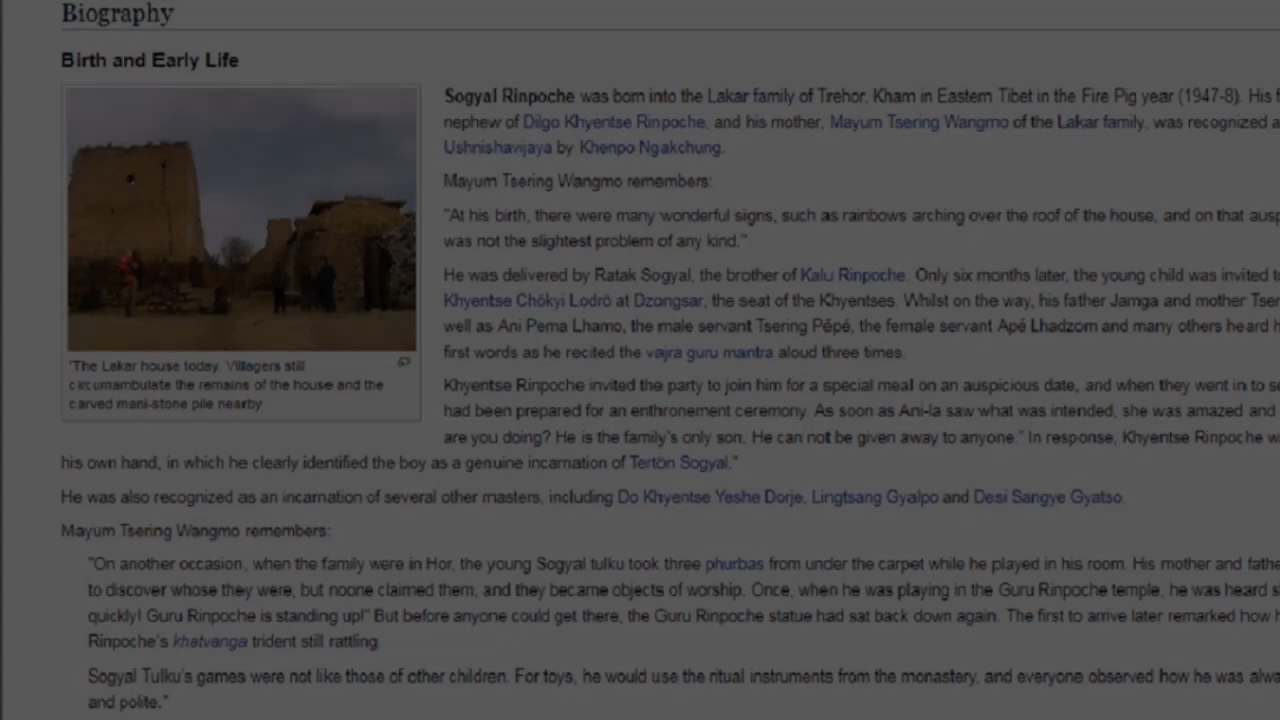 Biography
Birth and Early Life
Sogyal Rinpoche was born into the Lakar family of Trehor, Kham in Eastern Tibet in the Fire Pig year (1947-8). His
nephew of Dilgo Khyentse Rinpoche, and his mother, Mayum Tsering Wangmo of the Lakar family, was recognized
Ushnishavijaya by Khenpo Ngakchung.
Mayum Tsering Wangmo remembers:
"At his birth, there were many wonderful signs, such as rainbows arching over the roof of the house, and on that
was not the slightest problem of any kind."
He was delivered by Ratak Sogyal, the brother of Kalu Rinpoche. Only six months later, the young child was invited
Khyentse Chökyi Lodrö at Dzongsar, the seat of the Khyentses. Whilst on the way, his father Jamga and mother
well as Ani Pema Lhamo, the male servant Tsering Pépé, the female servant Apé Lhadzom and many others heard
first words as he recited the vajra guru mantra aloud three times.
"The Lakar house today. Villagers still
circumambulate the remains of the house and the
carved mani-stone pile nearby
Khyentse Rinpoche invited the party to join him for a special meal on an auspicious date, and when they went in to
had been prepared for an enthronement ceremony. As soon as Ani-la saw what was intended, she was amazed and
are you doing? He is the family's only son. He can not be given away to anyone." In response, Khyentse Rinpoche
his own hand, in which he clearly identified the boy as a genuine incarnation of Tertön Sogyal."
He was also recognized as an incarnation of several other masters, including Do Khyentse Yeshe Dorje, Lingtsang Gyalpo and Desi Sangye Gyatso.
Mayum Tsering Wangmo remembers:
"On another occasion, when the family were in Hor, the young Sogyal tulku took three phurbas from under the carpet while he played in his room. His mother and
to discover whose they were, but noone claimed them, and they became objects of worship. Once, when he was playing in the Guru Rinpoche temple, he was heard
quickly! Guru Rinpoche is standing up!" But before anyone could get there, the Guru Rinpoche statue had sat back down again. The first to arrive later remarked how
Rinpoche's khatvanga trident still rattling.
Sogyal Tulku's games were not like those of other children. For toys, he would use the ritual instruments from the monastery, and everyone observed how he was
and polite."